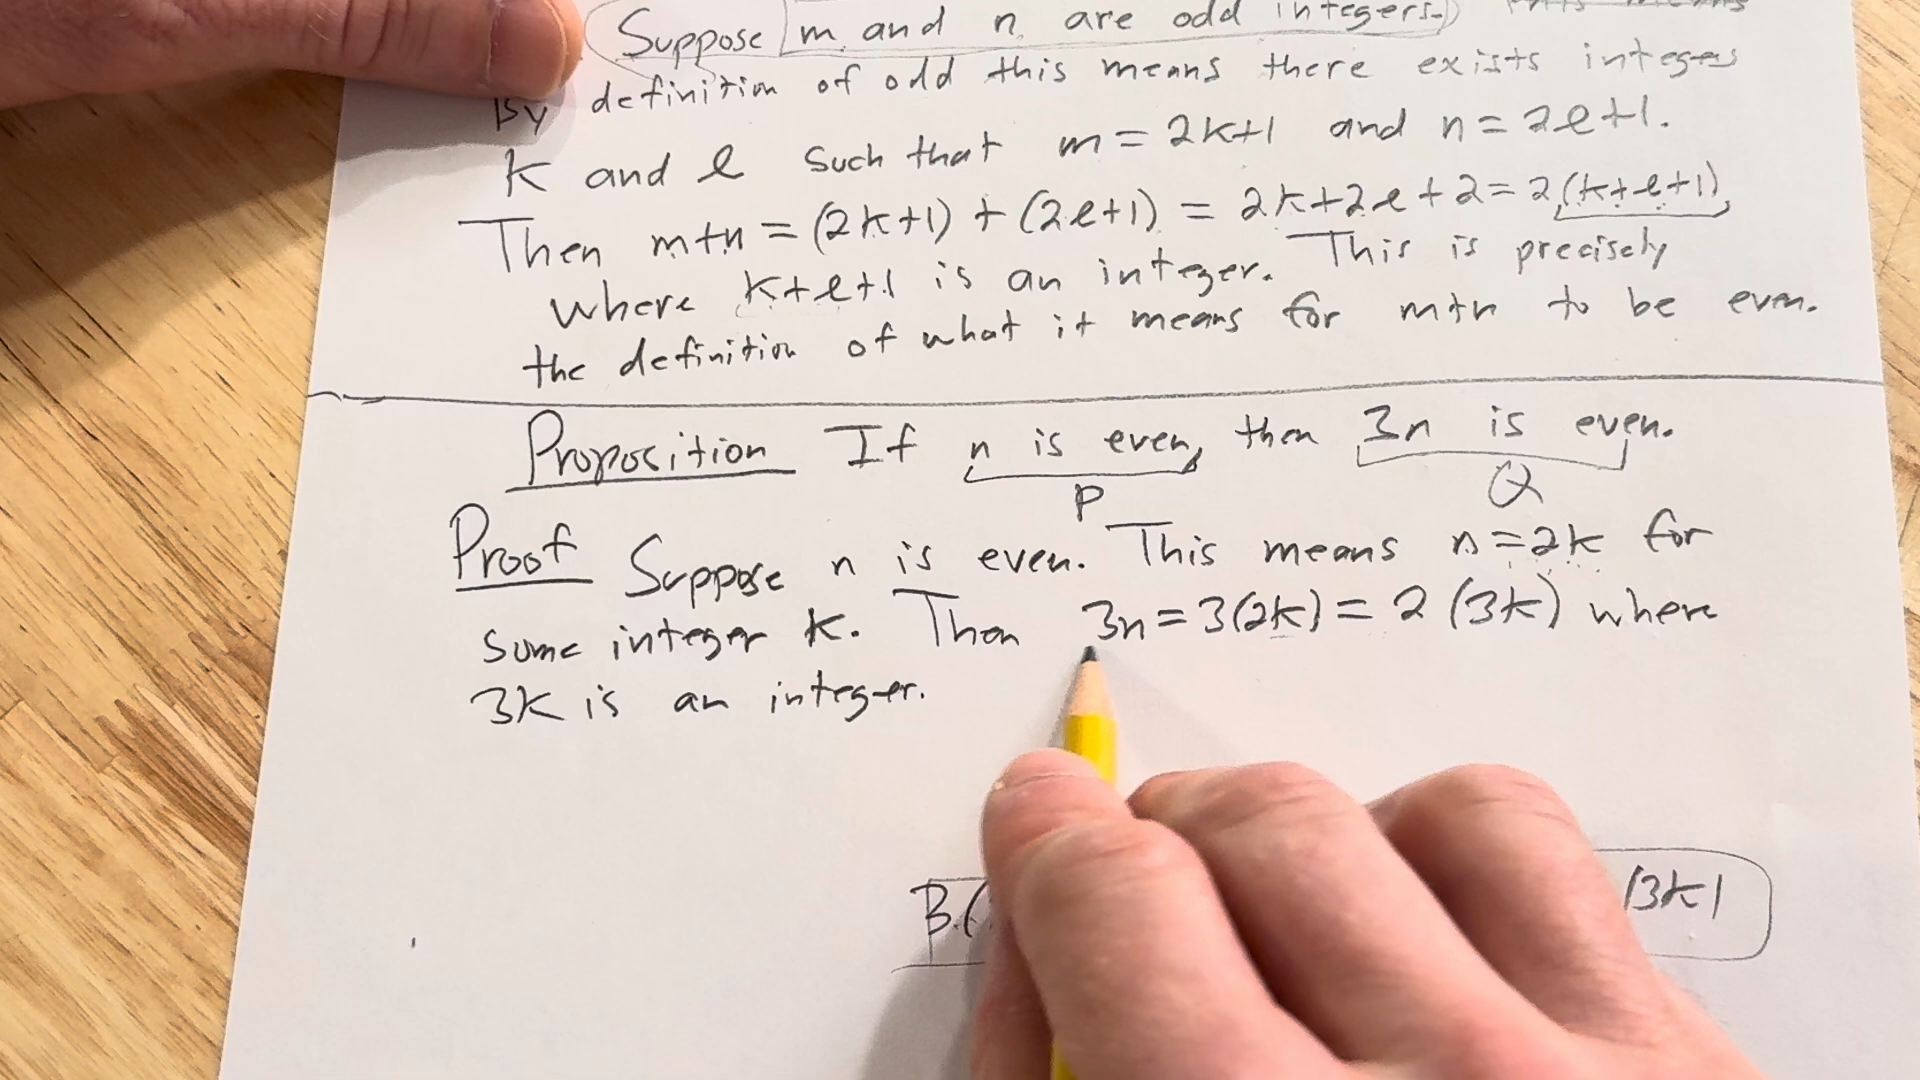 Suppose m and n are odd integers.
By definition of odd this means there exists integers
k and l such that m = 2k+1 and n = 2l+1.
Then m+n = (2k+1) + (2l+1) = 2k+2l+2 = 2(k+l+1)
where k+l+1 is an integer. This is precisely
the definition of what it means for m+n to be even.
Proposition If n is even, then 3n is even.
P Q
Proof Suppose n is even. This means n=2k for
some integer k. Then 3n = 3(2k) = 2(3k) where
3k is an integer.